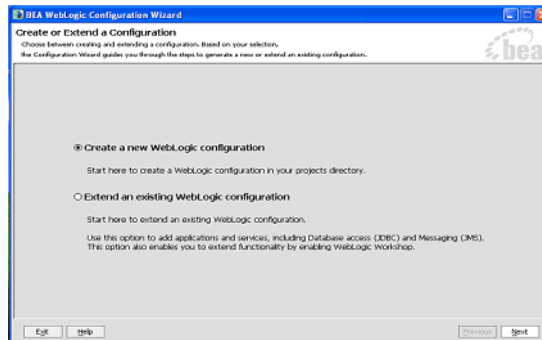 BEA WebLogic Configuration Wizard
Create or Extend a Configuration
Choose between creating and extending a configuration. Based on your selection,
the Configuration Wizard guides you through the steps to generate a new or extend an existing configuration.
bea
Create a new WebLogic configuration
Start here to create a WebLogic configuration in your projects directory.
Extend an existing WebLogic configuration
Start here to extend an existing WebLogic configuration.
Use this option to add applications and services, including Database access (JDBC) and Messaging (JMS).
This option also enables you to extend functionality by enabling WebLogic Workshop.
Exit Help Previous Next